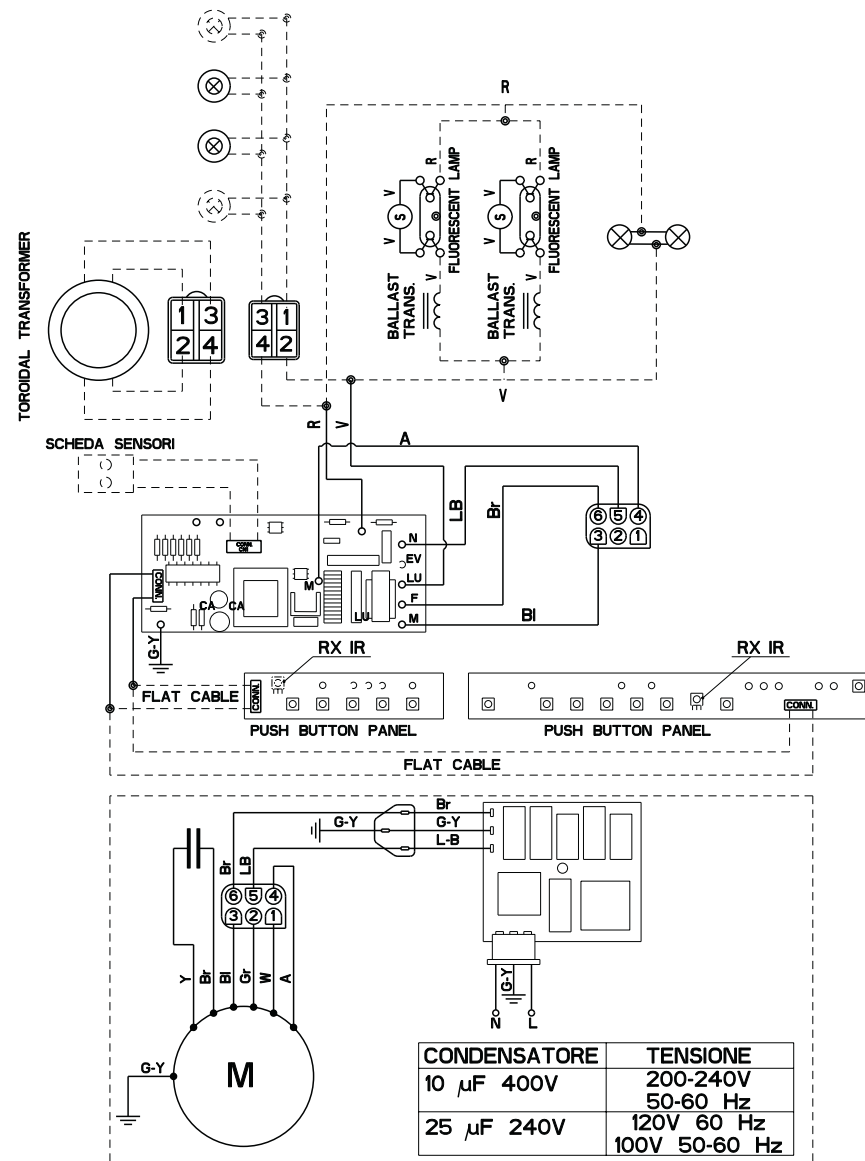 R
R
R
V
V
S
V
V
S
FLUORESCENT LAMP
FLUORESCENT LAMP
V
V
BALLAST
TRANS.
BALLAST
TRANS.
V
TOROIDAL TRANSFORMER
1 3
2 4
3 1
4 2
R
V
A
SCHEDA SENSORI
LB
Br
6 5 4
3 2 1
CONN.
CN1
N
EV
LU
F
M
M
LU
CONN.
CA CA
Bl
G-Y
RX IR
RX IR
FLAT CABLE
CONN.
CONN.
PUSH BUTTON PANEL
PUSH BUTTON PANEL
FLAT CABLE
Br
G-Y
G-Y
L-B
Br
LB
6 5 4
3 2 1
Y
Br
Bl
Gr
W
A
G-Y
N
L
G-Y
M
CONDENSATORE TENSIONE
10 µF 400V 200-240V
50-60 Hz
25 µF 240V 120V 60 Hz
100V 50-60 Hz